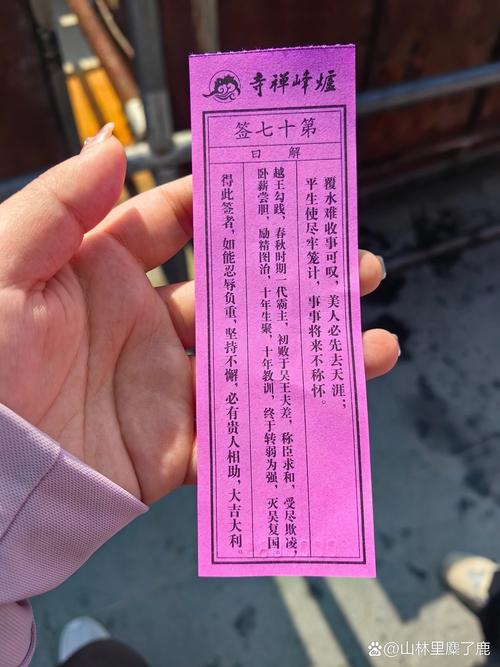 爐峰禅寺
第十七签
解曰
覆水难收事可叹，美人必先去天涯；
平生使尽牢笼计，事事将来不称怀。
越王勾践，春秋时期一代霸主，初败于吴王夫差，称臣求和，受尽欺凌，
卧薪尝胆，励精图治，十年生聚，十年教训，终于转弱为强，灭吴复国。
得此签者，如能忍辱负重，坚持不懈，必有贵人相助，大吉大利。
Bai度@山林里麋了鹿